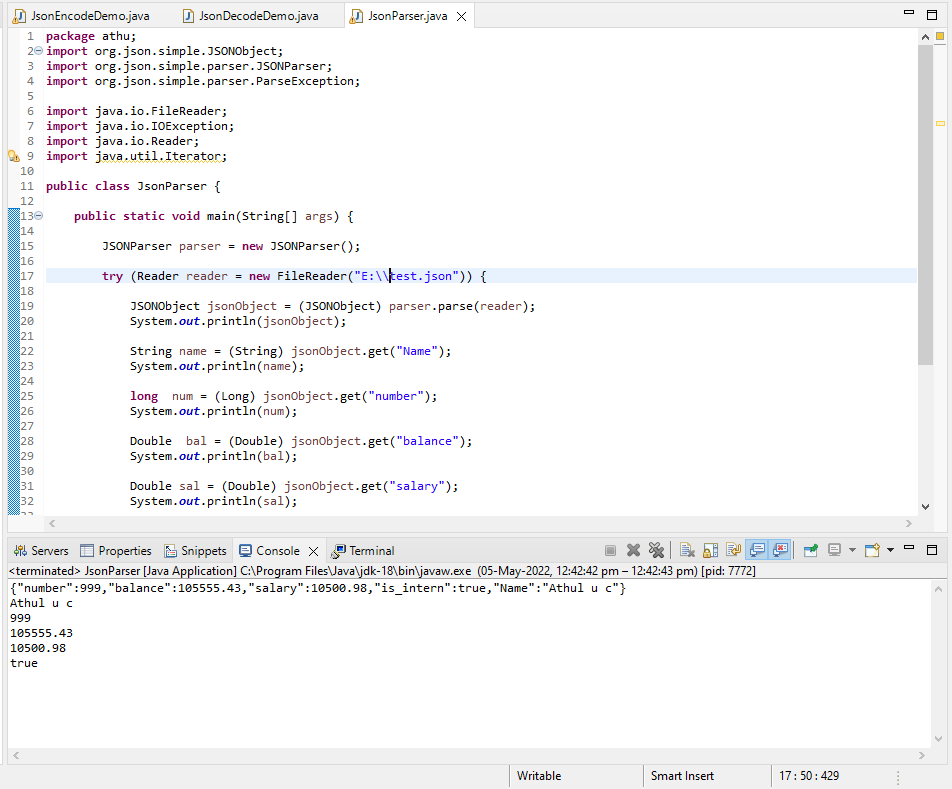 JsonEncodeDemo.java JsonDecodeDemo.java JsonParser.java
1 package athu;
2 import org.json.simple.JSONObject;
3 import org.json.simple.parser.JSONParser;
4 import org.json.simple.parser.ParseException;
5
6 import java.io.FileReader;
7 import java.io.IOException;
8 import java.io.Reader;
9 import java.util.Iterator;
10
11 public class JsonParser {
12
13 public static void main(String[] args) {
14
15 JSONParser parser = new JSONParser();
16
17 try (Reader reader = new FileReader("E:\\test.json")) {
18
19 JSONObject jsonObject = (JSONObject) parser.parse(reader);
20 System.out.println(jsonObject);
21
22 String name = (String) jsonObject.get("Name");
23 System.out.println(name);
24
25 long num = (Long) jsonObject.get("number");
26 System.out.println(num);
27
28 Double bal = (Double) jsonObject.get("balance");
29 System.out.println(bal);
30
31 Double sal = (Double) jsonObject.get("salary");
32 System.out.println(sal);
Servers Properties Snippets Console Terminal
<terminated> JsonParser [Java Application] C:\Program Files\Java\jdk-18\bin\javaw.exe (05-May-2022, 12:42:42 pm – 12:42:43 pm) [pid: 7772]
{"number":999,"balance":105555.43,"salary":10500.98,"is_intern":true,"Name":"Athul u c"}
Athul u c
999
105555.43
10500.98
true
Writable Smart Insert 17 : 50 : 429